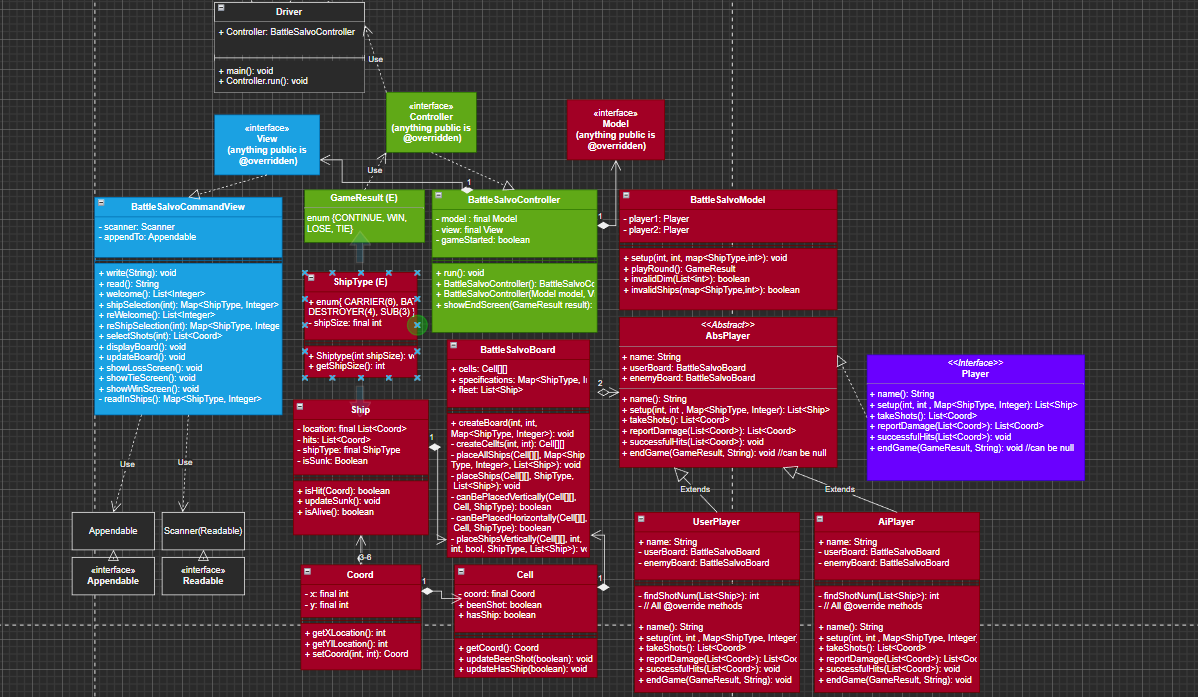 Driver
+ Controller: BattleSalvoController
+ main(): void
+ Controller.run(): void
Use
«interface»
Controller
(anything public is
@overridden)
«interface»
Model
(anything public is
@overridden)
«interface»
View
(anything public is
@overridden)
Use
1
BattleSalvoCommandView
- scanner: Scanner
- appendTo: Appendable
+ write(String): void
+ read(): String
+ welcome(): List<Integer>
+ shipSelection(int): Map<ShipType, Integer>
+ reWelcome(): List<Integer>
+ reShipSelection(int): Map<ShipType, Intege
+ selectShots(int): List<Coord>
+ displayBoard(): void
+ updateBoard(): void
+ showLossScreen(): void
+ showTieScreen(): void
+ showWinScreen(): void
- readInShips(): Map<ShipType, Integer>
GameResult (E)
enum {CONTINUE, WIN,
LOSE, TIE}
BattleSalvoController
- model : final Model
- view: final View
- gameStarted: boolean
+ run(): void
+ BattleSalvoController(): BattleSalvoCo
+ BattleSalvoController(Model model, V
+ showEndScreen(GameResult result):
1
BattleSalvoModel
- player1: Player
- player2: Player
+ setup(int, int, map<ShipType,int>): void
+ playRound(): GameResult
+ invalidDim(List<int>): boolean
+ invalidShips(map<ShipType,int>): boolean
ShipType (E)
+ enum{ CARRIER(6), BA
DESTROYER(4), SUB(3) }
- shipSize: final int
+ Shiptype(int shipSize): v
+ getShipSize(): int
<<Abstract>>
AbsPlayer
+ name: String
- userBoard: BattleSalvoBoard
- enemyBoard: BattleSalvoBoard
+ name(): String
+ setup(int, int , Map<ShipType, Integer): List<Ship>
+ takeShots(): List<Coord>
+ reportDamage(List<Coord>): List<Coord>
+ successfulHits(List<Coord>): void
+ endGame(GameResult, String): void //can be null
<<Interface>>
Player
+ name(): String
+ setup(int, int , Map<ShipType, Integer): List<Ship>
+ takeShots(): List<Coord>
+ reportDamage(List<Coord>): List<Coord>
+ successfulHits(List<Coord>): void
+ endGame(GameResult, String): void //can be null
BattleSalvoBoard
+ cells: Cell[][]
+ specifications: Map<ShipType, I
+ fleet: List<Ship>
+ createBoard(int, int,
Map<ShipType, Integer>): void
- createCellts(int, int): Cell[][]
- placeAllShips(Cell[][], Map<Ship
Type, Integer>, List<Ship>): void
- placeShips(Cell[][], ShipType,
List<Ship>): void
- canBePlacedVertically(Cell[][],
Cell, ShipType): boolean
- canBePlacedHorizontally(Cell[][],
Cell, ShipType): boolean
- placeShipsVertically(Cell[][], int,
int, bool, ShipType, List<Ship>): v
2
Ship
- location: final List<Coord>
- hits: List<Coord>
- shipType: final ShipType
- isSunk: Boolean
+ isHit(Coord): boolean
+ updateSunk(): void
+ isAlive(): boolean
1
3-6
Use
Use
Appendable
Scanner(Readable)
«interface»
Appendable
«interface»
Readable
Extends
Extends
Coord
- x: final int
- y: final int
+ getXLocation(): int
+ getYlLocation(): int
+ setCoord(int, int): Coord
1
Cell
- coord: final Coord
+ beenShot: boolean
+ hasShip: boolean
+ getCoord(): Coord
+ updateBeenShot(boolean): void
+ updateHasShip(boolean): void
1
UserPlayer
+ name: String
- userBoard: BattleSalvoBoard
- enemyBoard: BattleSalvoBoard
- findShotNum(List<Ship>): int
- // All @override methods
+ name(): String
+ setup(int, int , Map<ShipType, Integer
+ takeShots(): List<Coord>
+ reportDamage(List<Coord>): List<Co
+ successfulHits(List<Coord>): void
+ endGame(GameResult, String): void
AiPlayer
+ name: String
- userBoard: BattleSalvoBoard
- enemyBoard: BattleSalvoBoard
- findShotNum(List<Ship>): int
- // All @override methods
+ name(): String
+ setup(int, int , Map<ShipType, Integer
+ takeShots(): List<Coord>
+ reportDamage(List<Coord>): List<Co
+ successfulHits(List<Coord>): void
+ endGame(GameResult, String): void